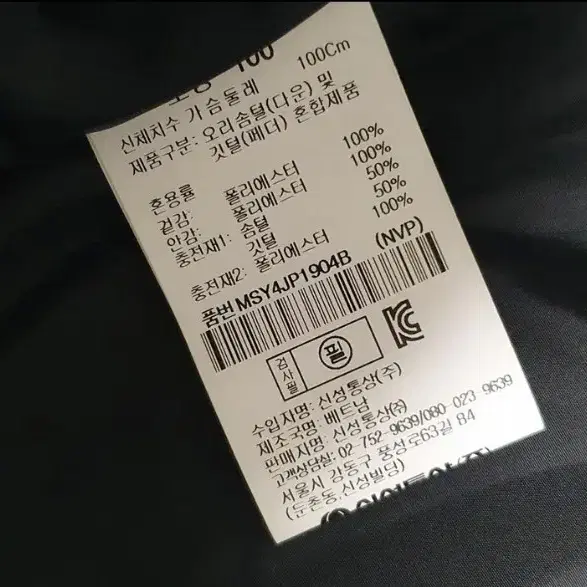 호칭 100
신체치수 가슴둘레 100Cm
제품구분: 오리솜털(다운) 및
깃털(페더) 혼합제품
혼용률
겉감: 폴리에스터 100%
안감: 폴리에스터 100%
충전재1: 솜털 50%
깃털 50%
충전재2: 폴리에스터 100%
품번 MSY4JP1904B (NVP)
검사필 필
수입자명: 신성통상(주)
제조국명: 베트남
판매자명: 신성통상(주)
고객상담실: 02-752-9639/080-023-9639
서울시 강동구 풍성로63길 84
(둔촌동.신성빌딩)